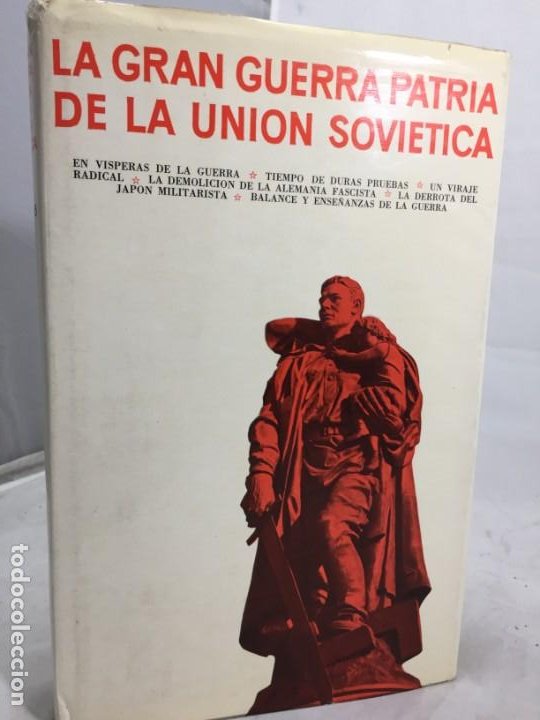 LA GRAN GUERRA PATRIA
DE LA UNION SOVIETICA
EN VISPERAS DE LA GUERRA ☆ TIEMPO DE DURAS PRUEBAS ☆ UN VIRAJE
RADICAL ☆ LA DEMOLICION DE LA ALEMANIA FASCISTA ☆ LA DERROTA DEL
JAPON MILITARISTA ☆ BALANCE Y ENSEÑANZAS DE LA GUERRA
todocoleccion